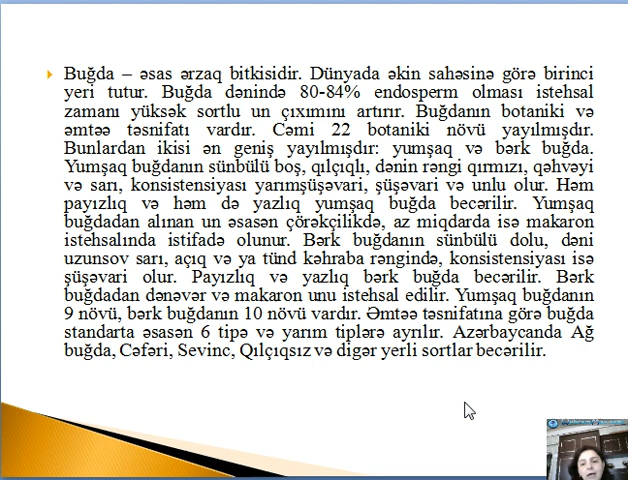 Buğda – əsas ərzaq bitkisidir. Dünyada əkin sahəsinə görə birinci
yeri tutur. Buğda dənində 80-84% endosperm olması istehsal
zamanı yüksək sortlu un çıxımını artırır. Buğdanın botaniki və
əmtəə təsnifatı vardır. Cəmi 22 botaniki növü yayılmışdır.
Bunlardan ikisi ən geniş yayılmışdır: yumşaq və bərk buğda.
Yumşaq buğdanın sünbülü boş, qılçıqlı, dənin rəngi qırmızı, qəhvəyi
və sarı, konsistensiyası yarımşüşəvari, şüşəvari və unlu olur. Həm
payızlıq və həm də yazlıq yumşaq buğda becərilir. Yumşaq
buğdadan alınan un əsasən çörəkçilikdə, az miqdarda isə makaron
istehsalında istifadə olunur. Bərk buğdanın sünbülü dolu, dəni
uzunsov sarı, açıq və ya tünd kəhraba rəngində, konsistensiyası isə
şüşəvari olur. Payızlıq və yazlıq bərk buğda becərilir. Bərk
buğdadan dənəvər və makaron unu istehsal edilir. Yumşaq buğdanın
9 növü, bərk buğdanın 10 növü vardır. Əmtəə təsnifatına görə buğda
standarta əsasən 6 tipə və yarım tiplərə ayrılır. Azərbaycanda Ağ
buğda, Cəfəri, Sevinc, Qılçıqsız və digər yerli sortlar becərilir.